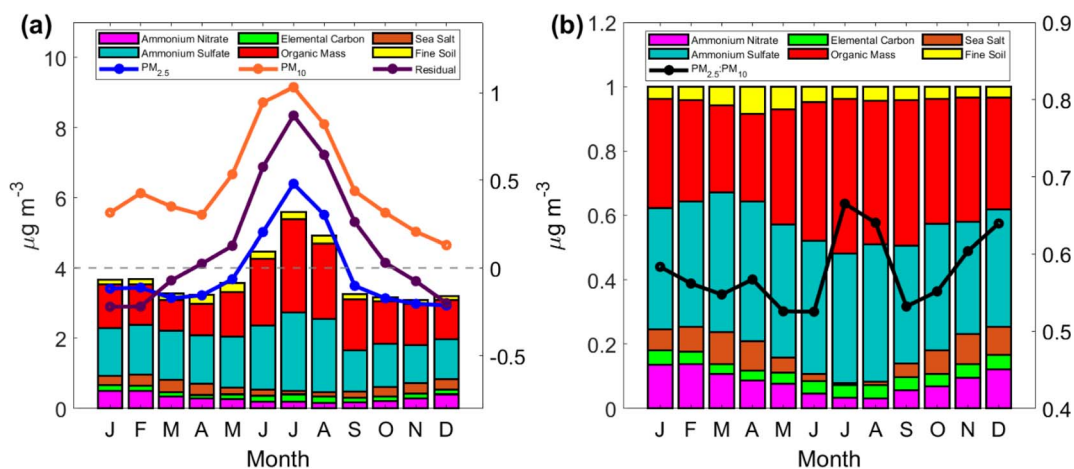 (a)
Ammonium Nitrate Elemental Carbon Sea Salt
Ammonium Sulfate Organic Mass Fine Soil
PM2.5 PM10 Residual
10
8
6
4
2
0
μg m-3
1
0.5
0
-0.5
J F M A M J J A S O N D
Month
(b)
Ammonium Nitrate Elemental Carbon Sea Salt
Ammonium Sulfate Organic Mass Fine Soil
PM2.5:PM10
1.2
1
0.8
0.6
0.4
0.2
0
μg m-3
0.9
0.8
0.7
0.6
0.5
0.4
J F M A M J J A S O N D
Month